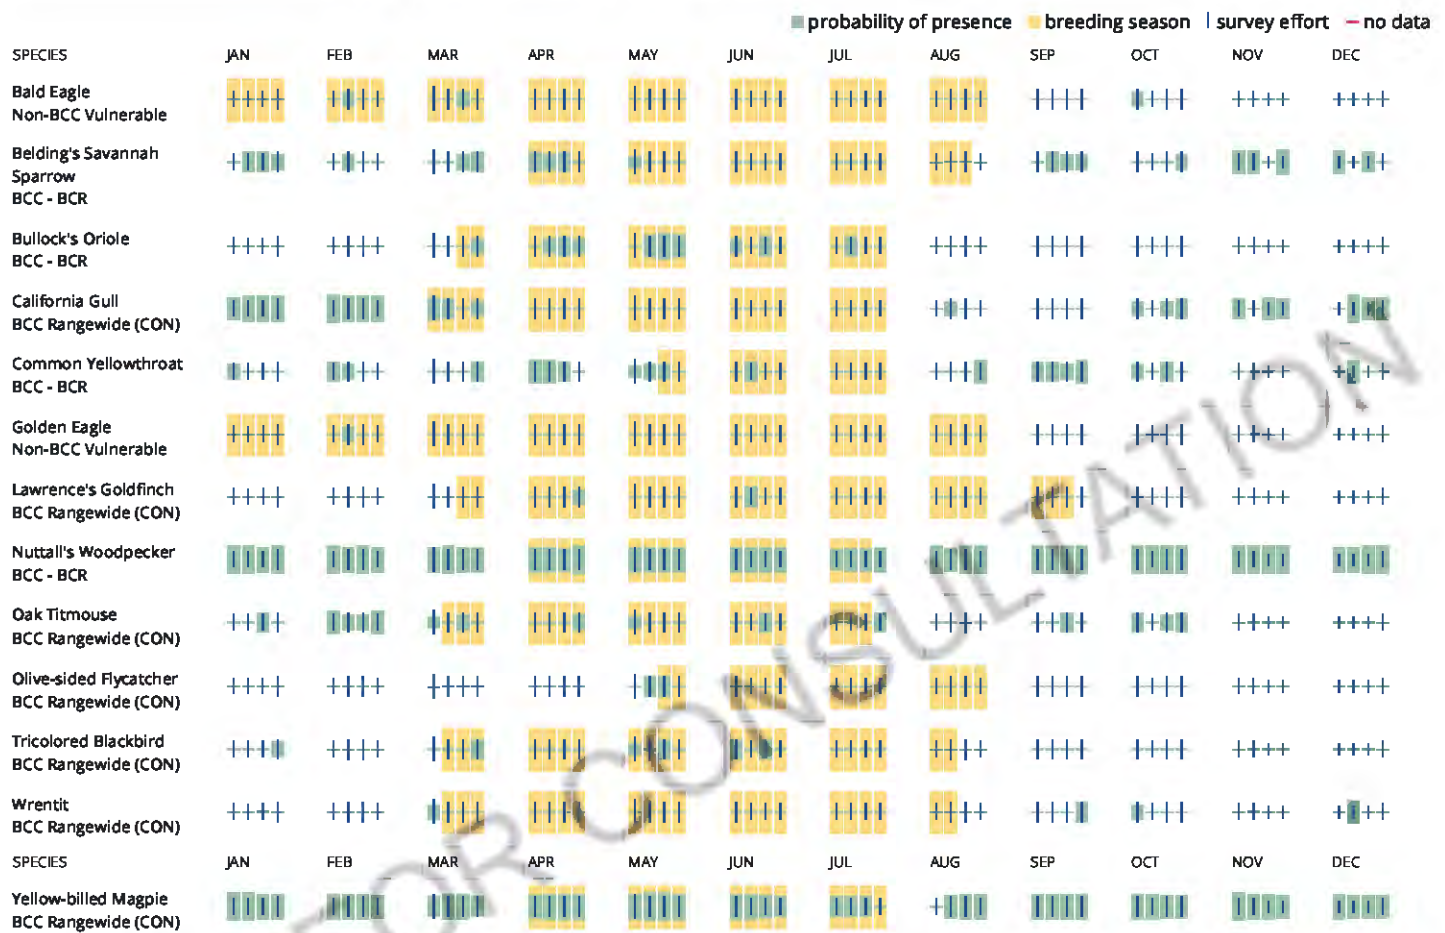 probability of presence breeding season survey effort no data
SPECIES JAN FEB MAR APR MAY JUN JUL AUG SEP OCT NOV DEC
Bald Eagle
Non-BCC Vulnerable
Belding's Savannah
Sparrow
BCC - BCR
Bullock's Oriole
BCC - BCR
California Gull
BCC Rangewide (CON)
Common Yellowthroat
BCC - BCR
Golden Eagle
Non-BCC Vulnerable
Lawrence's Goldfinch
BCC Rangewide (CON)
Nuttall's Woodpecker
BCC - BCR
Oak Titmouse
BCC Rangewide (CON)
Olive-sided Flycatcher
BCC Rangewide (CON)
Tricolored Blackbird
BCC Rangewide (CON)
Wrentit
BCC Rangewide (CON)
SPECIES JAN FEB MAR APR MAY JUN JUL AUG SEP OCT NOV DEC
Yellow-billed Magpie
BCC Rangewide (CON)
FOR CONSULTATION